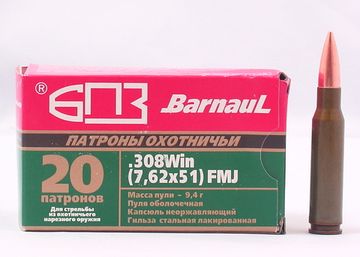 ® БПЗ BarnauL
ПАТРОНЫ ОХОТНИЧЬИ
20 патронов
Для стрельбы
из охотничьего
нарезного оружия
.308Win
(7,62x51) FMJ
Масса пули - 9,4 г
Пуля оболочечная
Капсюль неоржавляющий
Гильза стальная лакированная